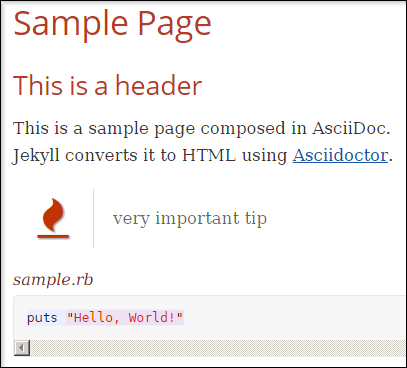 Sample Page
This is a header
This is a sample page composed in AsciiDoc.
Jekyll converts it to HTML using Asciidoctor.
very important tip
sample.rb
puts "Hello, World!"